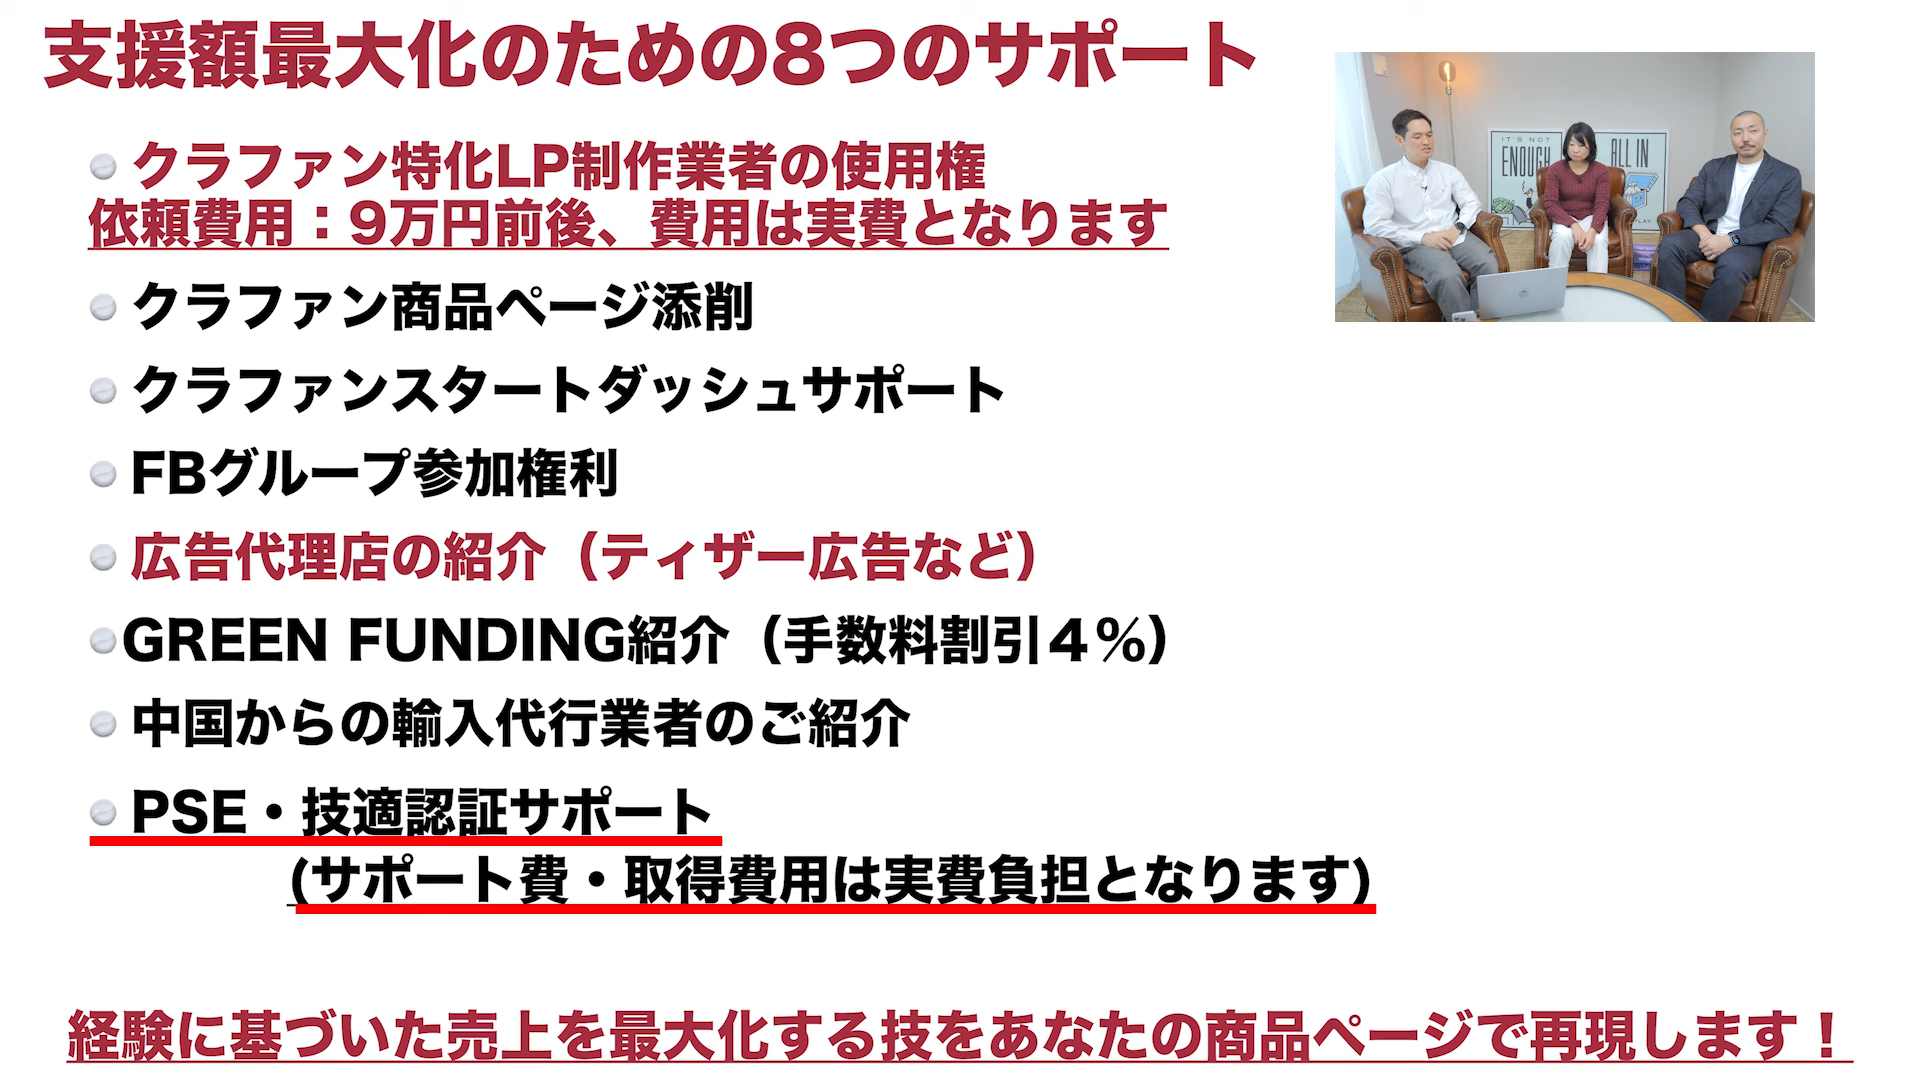 支援額最大化のための8つのサポート
クラファン特化LP制作業者の使用権
依頼費用：9万円前後、費用は実費となります
クラファン商品ページ添削
クラファンスタートダッシュサポート
FBグループ参加権利
広告代理店の紹介（ティザー広告など）
GREEN FUNDING紹介（手数料割引４％）
中国からの輸入代行業者のご紹介
PSE・技適認証サポート
(サポート費・取得費用は実費負担となります)
経験に基づいた売上を最大化する技をあなたの商品ページで再現します！
IT'S NOT
ENOUGH
ALL IN
PLAY